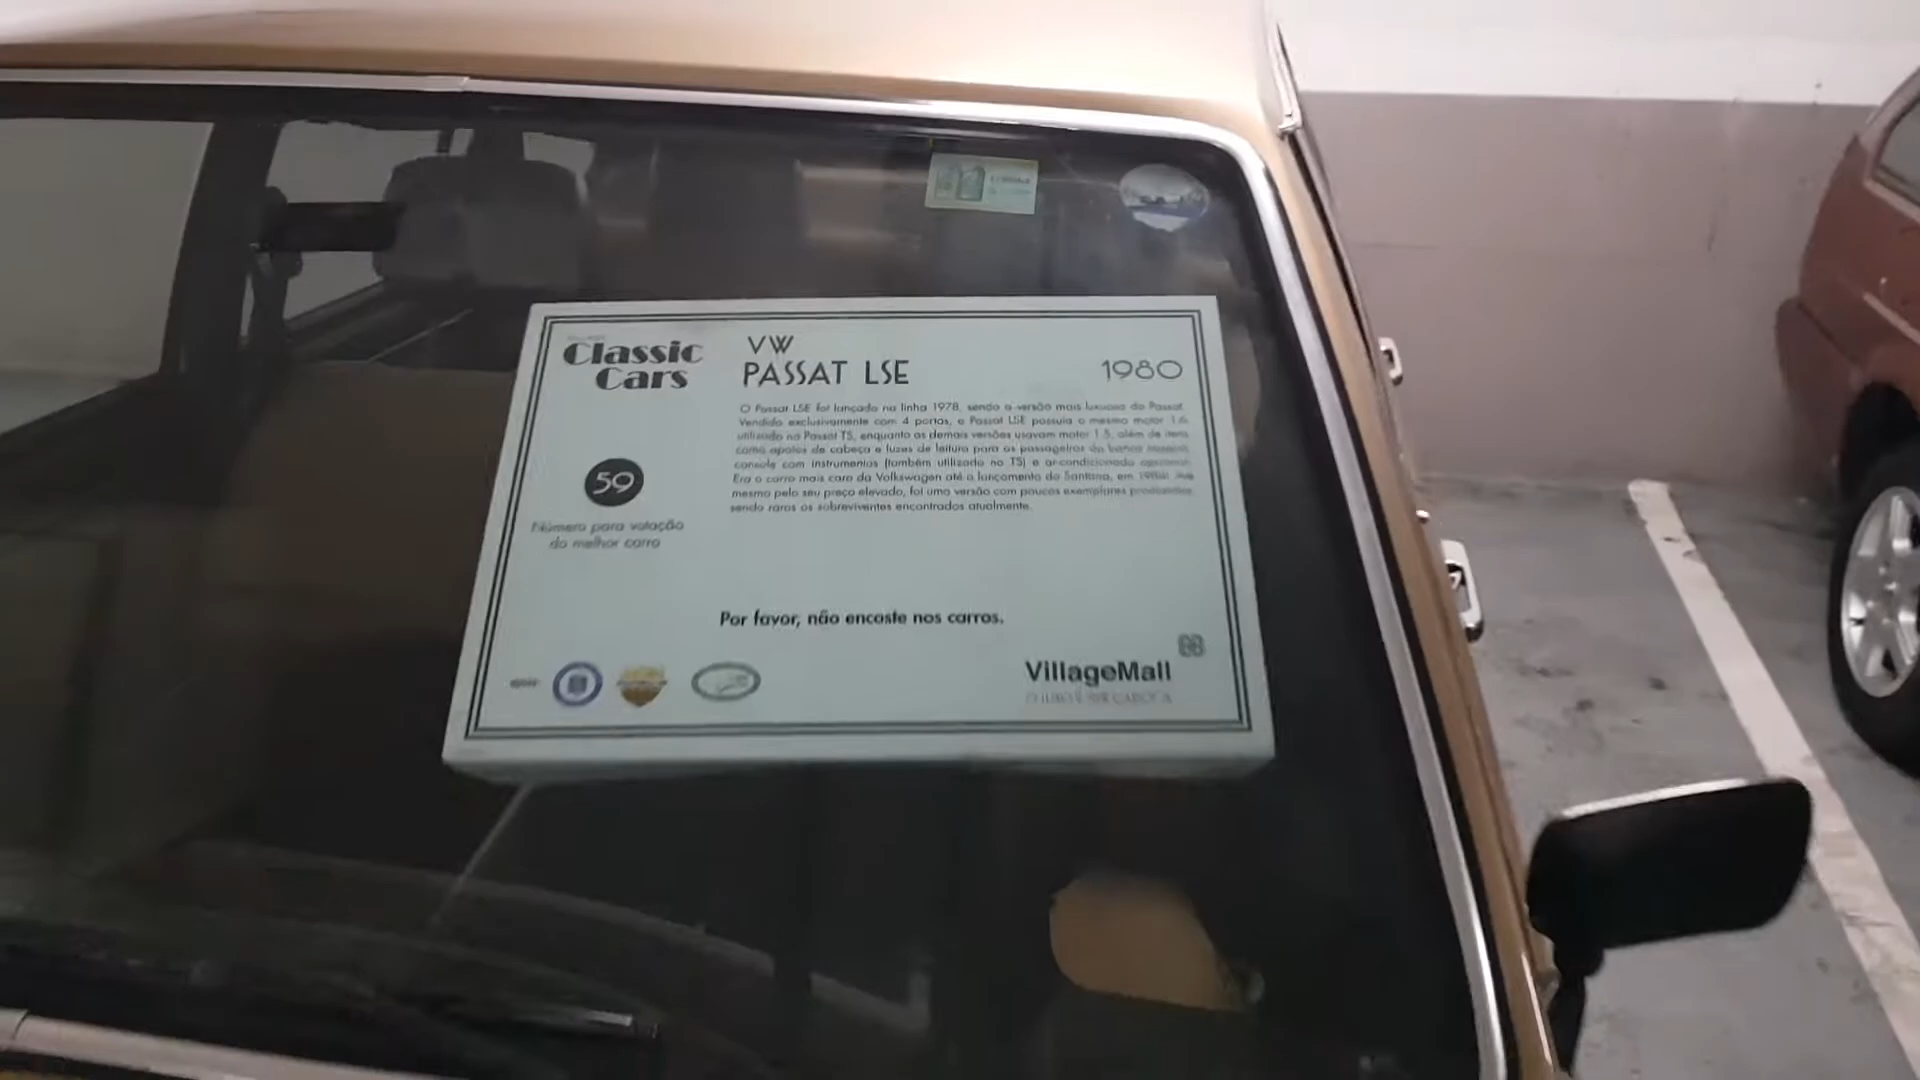 Classic
Cars
VW
PASSAT LSE
1980
O Passat LSE foi lançado na linha 1978, sendo a versão mais luxuosa do Passat.
Vendido exclusivamente com 4 portas, o Passat LSE possuía o mesmo motor 1.6
utilizado no Passat TS, enquanto as demais versões usavam motor 1.5, além de itens
como apoios de cabeça e luzes de leitura para os passageiros do banco traseiro,
console com instrumentos (também utilizado no TS) e ar-condicionado opcional.
Era o carro mais caro da Volkswagen até o lançamento do Santana, em
mesmo pelo seu preço elevado, foi uma versão com poucos exemplares produzidos,
sendo raros os sobreviventes encontrados atualmente.
59
Número para votação
do melhor carro
Por favor, não encoste nos carros.
VillageMall